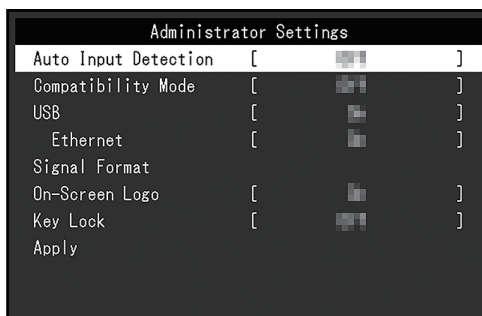 Administrator Settings
Auto Input Detection [ ]
Compatibility Mode [ ]
USB [ ]
Ethernet [ ]
Signal Format
On-Screen Logo [ ]
Key Lock [ ]
Apply